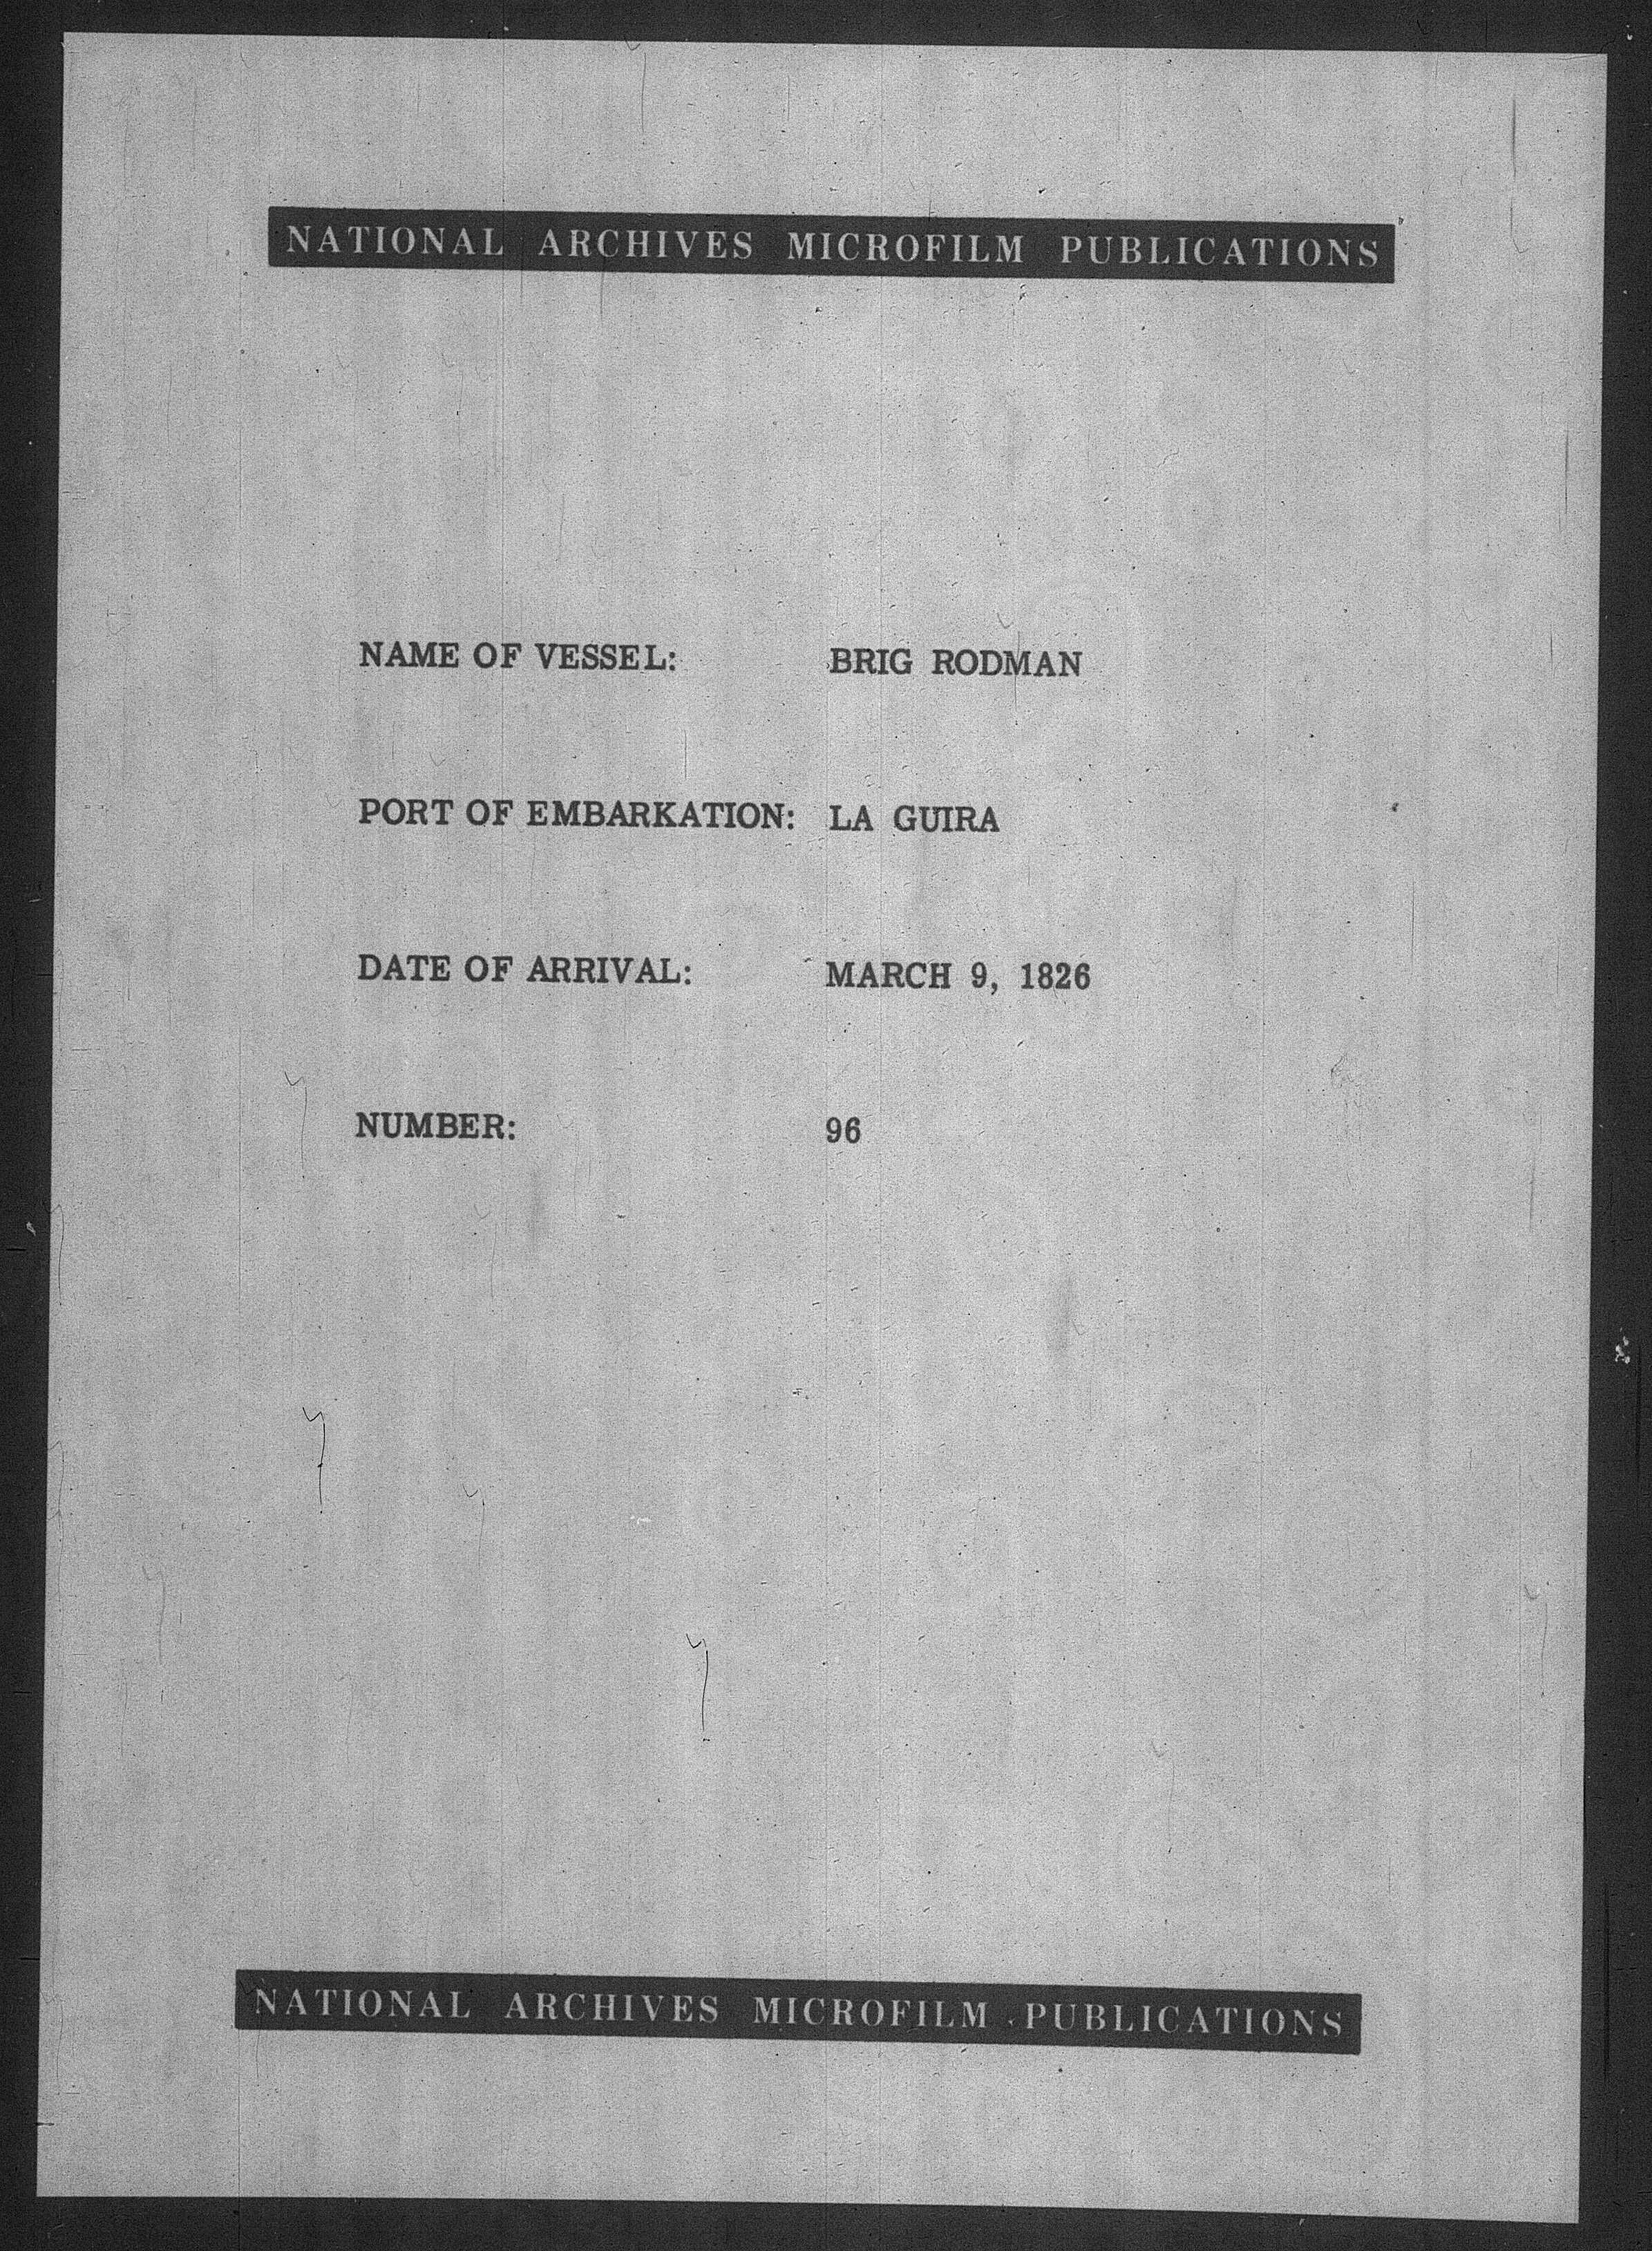 NATIONAL ARCHIVES MICROFILM PUBLICATIONS
NAME OF VESSEL: BRIG RODMAN
PORT OF EMBARKATION: LA GUIRA
DATE OF ARRIVAL: MARCH 9, 1826
NUMBER: 96
NATIONAL ARCHIVES MICROFILM PUBLICATIONS